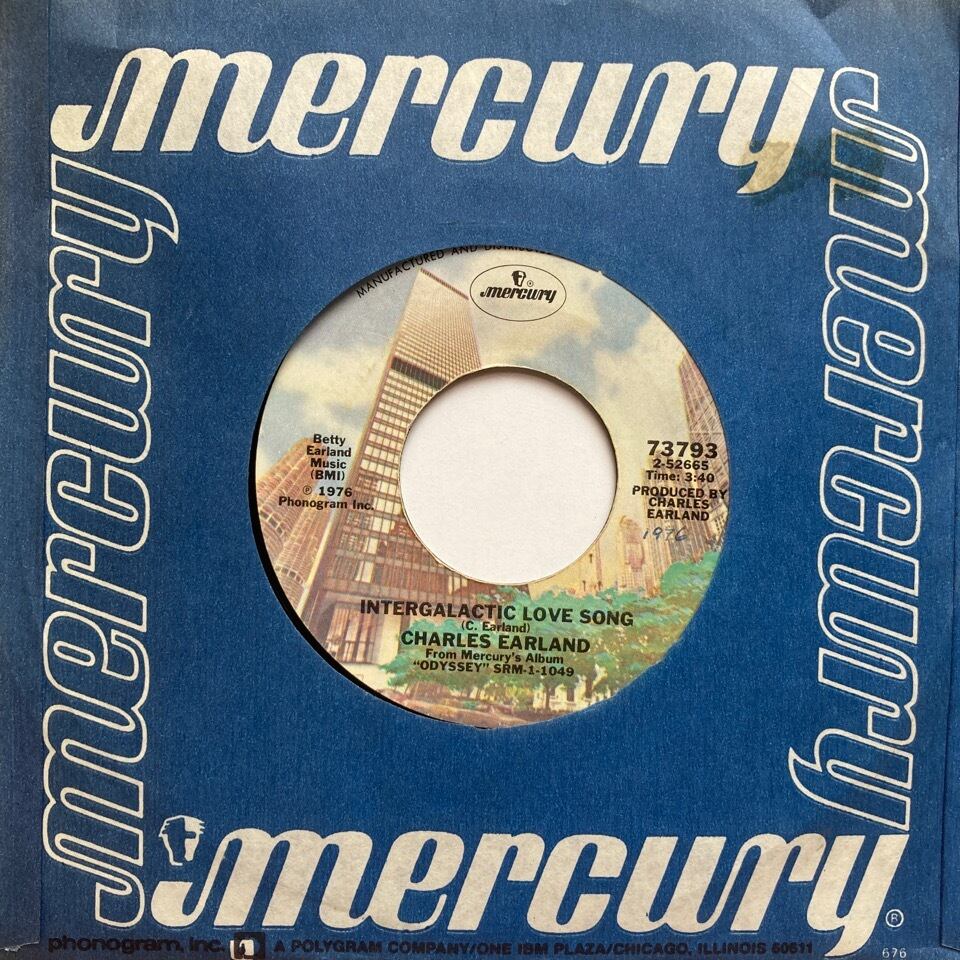 mercury
mercury
mercury
MANUFACTURED AND
mercury
Betty
Earland
Music
(BMI)
℗ 1976
Phonogram Inc.
73793
2-52665
Time: 3:40
PRODUCED BY
CHARLES
EARLAND
1976
INTERGALACTIC LOVE SONG
(C. Earland)
CHARLES EARLAND
From Mercury's Album
"ODYSSEY" SRM-1-1049
mercury ®
phonogram, inc. A POLYGRAM COMPANY/ONE IBM PLAZA/CHICAGO, ILLINOIS 60611
676